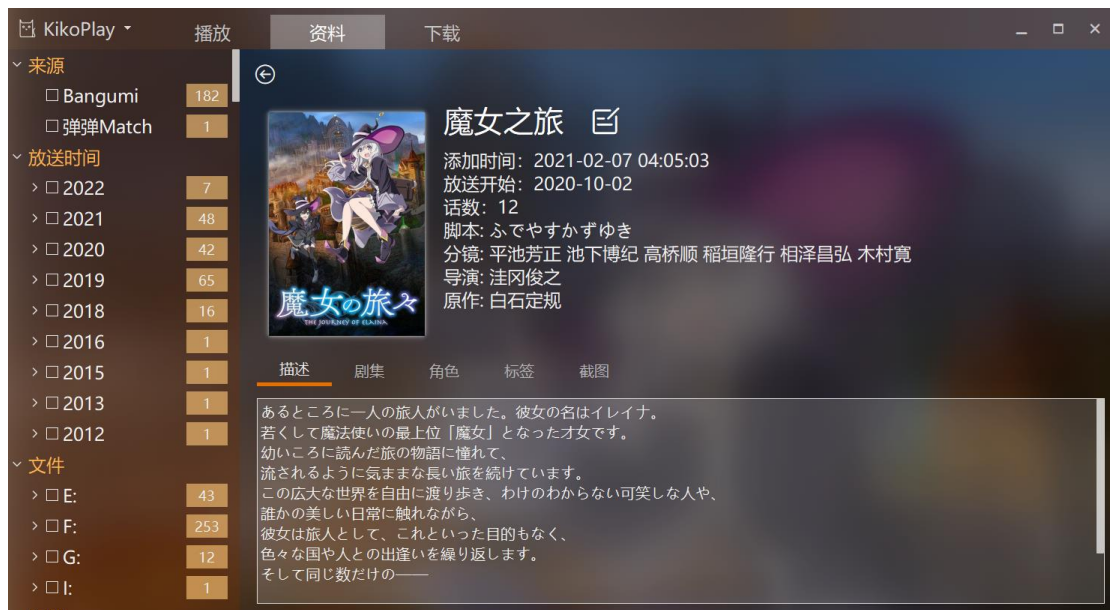 KikoPlay
播放
资料
下载
来源
Bangumi 182
弹弹Match 1
放送时间
2022 7
2021 48
2020 42
2019 65
2018 16
2016 1
2015 1
2013 1
2012 1
文件
E: 43
F: 253
G: 12
I: 1
魔女の旅々
THE JOURNEY OF ELAINA
魔女之旅
添加时间：2021-02-07 04:05:03
放送开始：2020-10-02
话数：12
脚本: ふでやすかずゆき
分镜: 平池芳正 池下博纪 高桥顺 稲垣隆行 相泽昌弘 木村寛
导演: 洼冈俊之
原作: 白石定规
描述
剧集
角色
标签
截图
あるところに一人の旅人がいました。彼女の名はイレイナ。
若くして魔法使いの最上位「魔女」となった才女です。
幼いころに読んだ旅の物語に憧れて、
流されるように気ままな長い旅を続けています。
この広大な世界を自由に渡り歩き、わけのわからない可笑しな人や、
誰かの美しい日常に触れながら、
彼女は旅人として、これといった目的もなく、
色々な国や人との出逢いを繰り返します。
そして同じ数だけの――